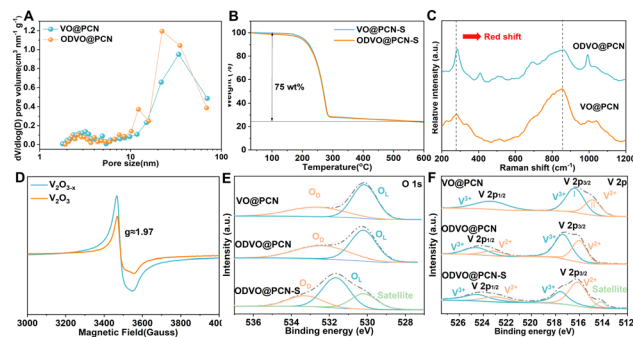 A
VO@PCN
ODVO@PCN
dV/dlog(D) pore volume(cm³ nm⁻¹ g⁻¹)
1.2
1.0
0.8
0.6
0.4
0.2
0.0
1
10
100
Pore size(nm)
B
VO@PCN-S
ODVO@PCN-S
75 wt%
100
80
60
40
20
0
100 200 300 400 500 600
Temperature(°C)
C
Red shift
ODVO@PCN
VO@PCN
Relative intensity (a.u.)
200 400 600 800 1000 1200
Raman shift (cm⁻¹)
D
V₂O₃₋ₓ
V₂O₃
g≈1.97
Intensity(a.u.)
3000 3200 3400 3600 3800
Magnetic Field(Gauss)
E
O 1s
VO@PCN
O_D
O_L
ODVO@PCN
O_D
O_L
ODVO@PCN-S
O_D
O_L
Satellite
Intensity (a.u.)
536 534 532 530 528
Binding energy (eV)
F
V 2p
VO@PCN
V³⁺
V 2p1/2
V 2p3/2
V³⁺
ODVO@PCN
V 2p1/2
V³⁺
V²⁺
V 2p3/2
V³⁺
V²⁺
ODVO@PCN-S
V 2p1/2
V³⁺
V²⁺
V 2p3/2
V³⁺
V²⁺
Satellite
Intensity (a.u.)
526 524 522 520 518 516 514 512
Binding energy (eV)